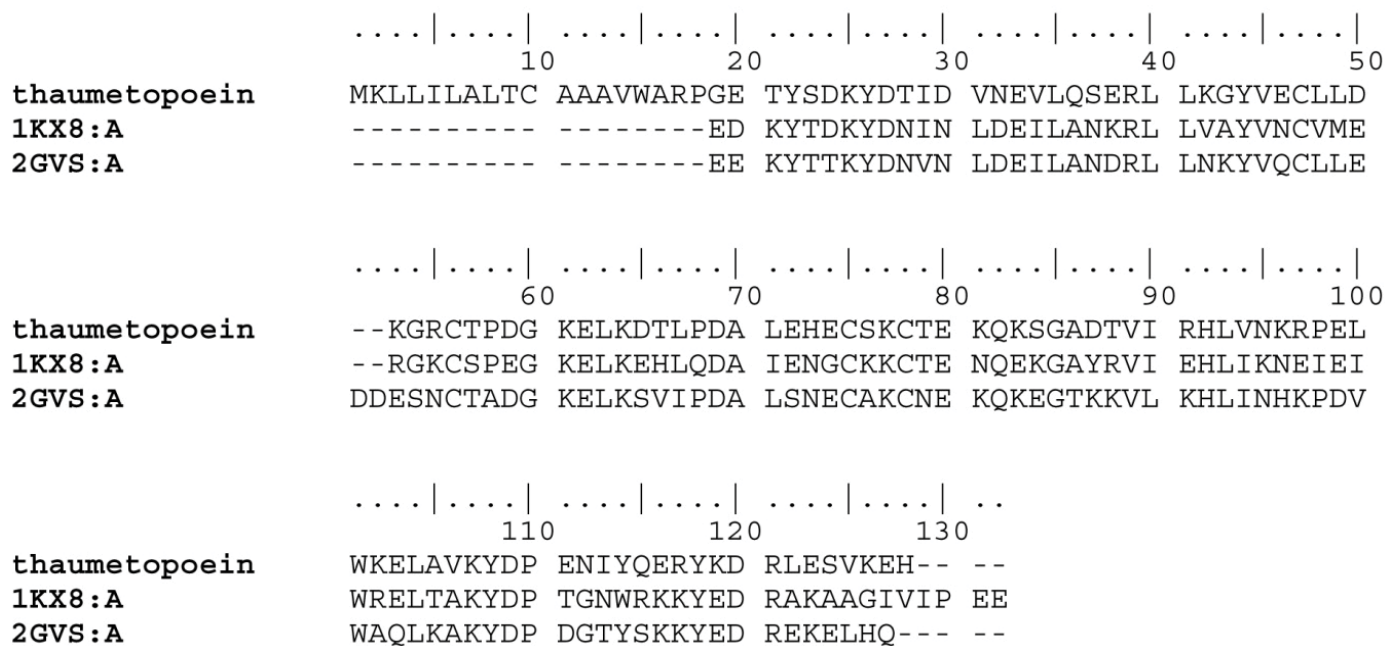 ....|....| ....|....| ....|....| ....|....| ....|....|
10 20 30 40 50
thaumetopoein MKLLILALTC AAAVWARPGE TYSDKYDTID VNEVLQSERL LKGYVECLLD
1KX8:A ---------- --------ED KYTDKYDNIN LDEILANKRL LVAYVNCVME
2GVS:A ---------- --------EE KYTTKYDNVN LDEILANDRL LNKYVQCLLE
....|....| ....|....| ....|....| ....|....| ....|....|
60 70 80 90 100
thaumetopoein --KGRCTPDG KELKDTLPDA LEHECSKCTE KQKSGADTVI RHLVNKRPEL
1KX8:A --RGKCSPEG KELKEHLQDA IENGCKKCTE NQEKGAYRVI EHLIKNEIEI
2GVS:A DDESNCTADG KELKSVIPDA LSNECAKCNE KQKEGTKKVL KHLINHKPDV
....|....| ....|....| ....|....| ..
110 120 130
thaumetopoein WKELAVKYDP ENIYQERYKD RLESVKEH-- --
1KX8:A WRELTAKYDP TGNWRKKYED RAKAAGIVIP EE
2GVS:A WAQLKAKYDP DGTYSKKYED REKELHQ--- --